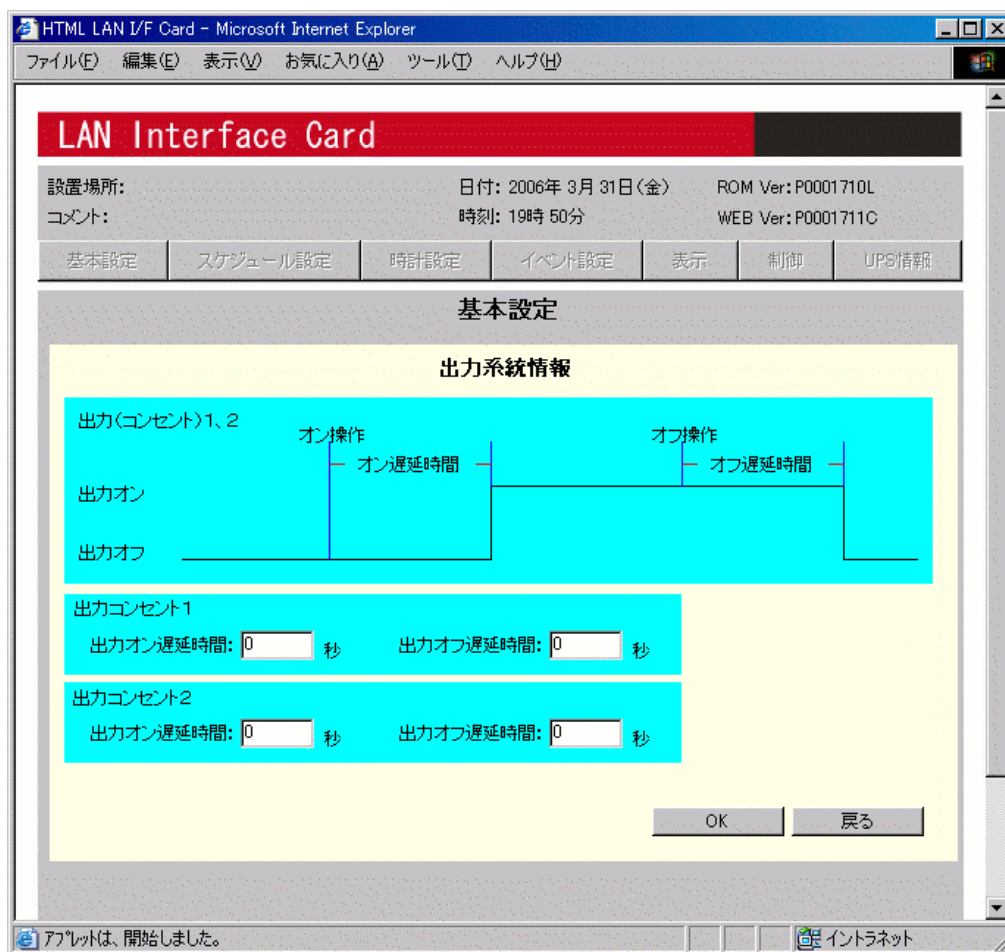 HTML LAN I/F Card - Microsoft Internet Explorer
ファイル(F) 編集(E) 表示(V) お気に入り(A) ツール(T) ヘルプ(H)
LAN Interface Card
設置場所: 日付: 2006年 3月 31日(金) ROM Ver: P0001710L
コメント: 時刻: 19時 50分 WEB Ver: P0001711C
基本設定 スケジュール設定 時計設定 イベント設定 表示 制御 UPS情報
基本設定
出力系統情報
出力(コンセント)1、2
オン操作 オフ操作
オン遅延時間 オフ遅延時間
出力オン
出力オフ
出力コンセント1
出力オン遅延時間: 0 秒 出力オフ遅延時間: 0 秒
出力コンセント2
出力オン遅延時間: 0 秒 出力オフ遅延時間: 0 秒
OK 戻る
アプレットは、開始しました。 イントラネット